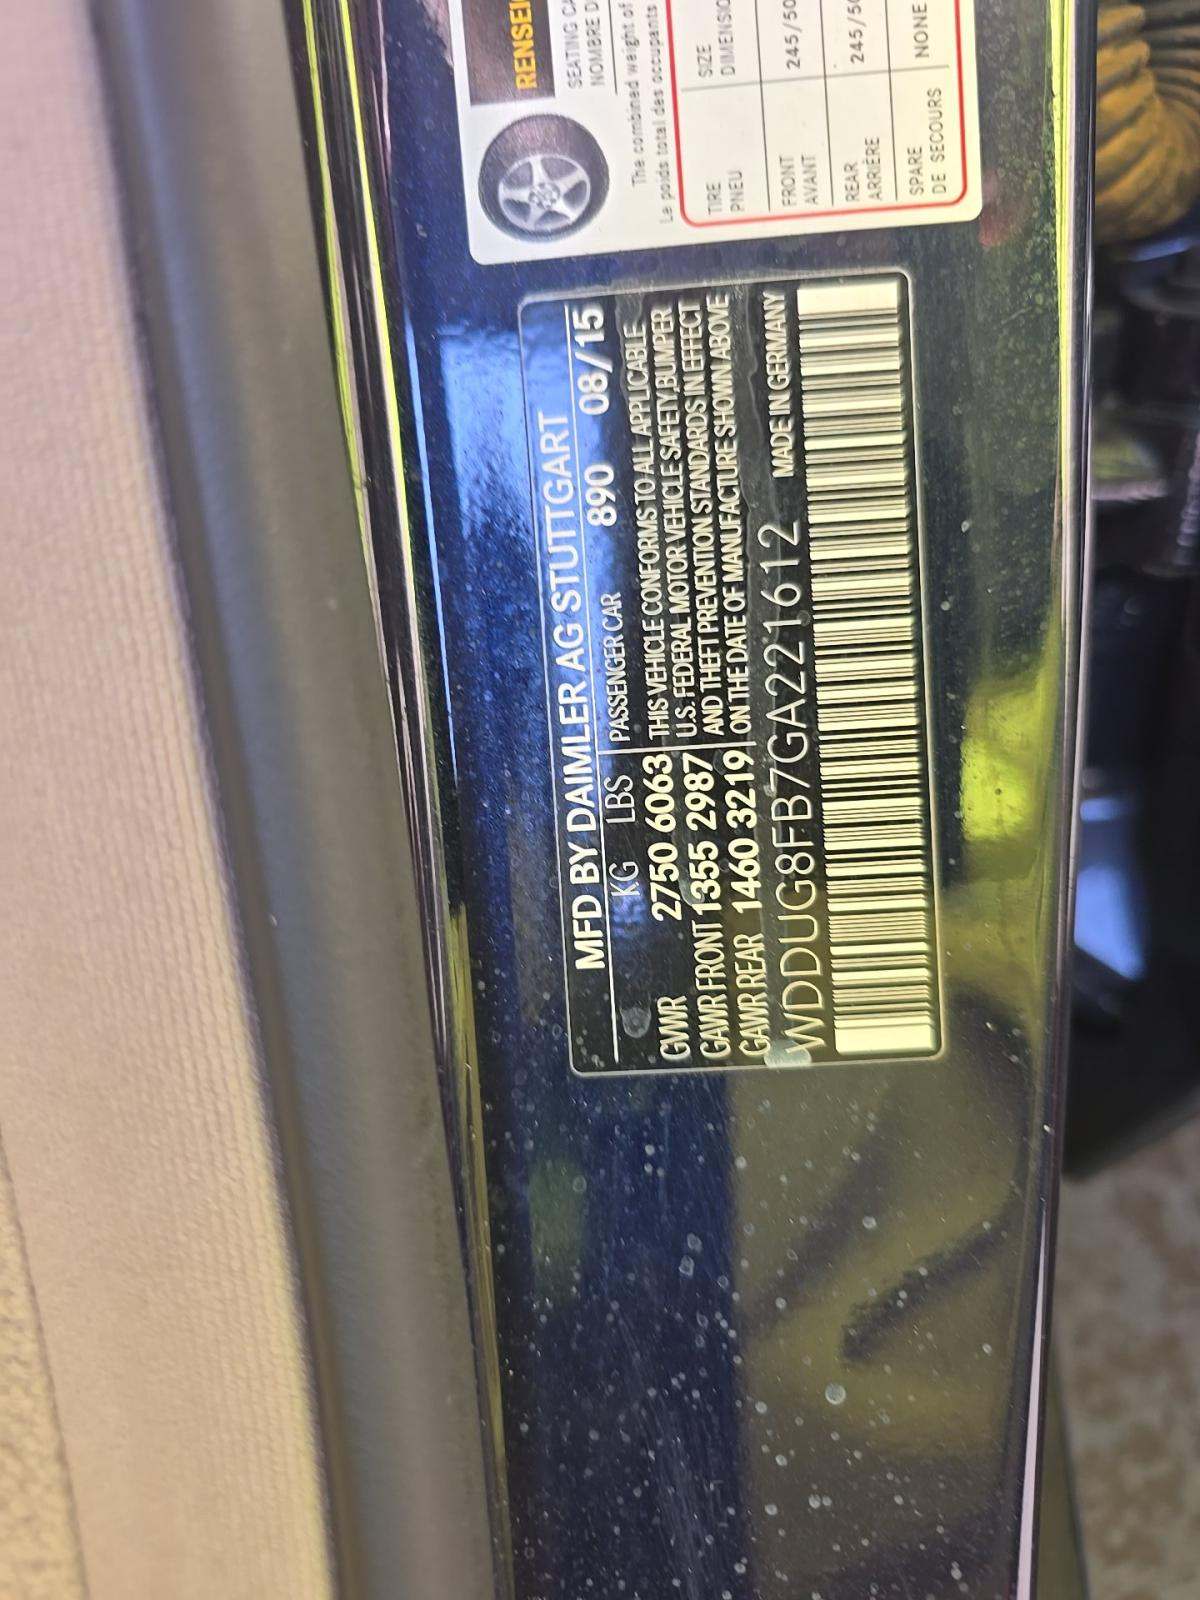 MFD BY DAIMLER AG STUTTGART
KG LBS PASSENGER CAR 890 08/15
GVWR 2750 6063 THIS VEHICLE CONFORMS TO ALL APPLICABLE
GAWR FRONT 1355 2987 U.S. FEDERAL MOTOR VEHICLE SAFETY, BUMPER
GAWR REAR 1460 3219 AND THEFT PREVENTION STANDARDS IN EFFECT
ON THE DATE OF MANUFACTURE SHOWN ABOVE
WDDUG8FB7GA221612 MADE IN GERMANY
RENSEI
SEATING CA
NOMBRE D
The combined weight of
Le poids total des occupants
TIRE SIZE
PNEU DIMENSIO
FRONT 245/50
AVANT
REAR 245/50
ARRIÈRE
SPARE NONE
DE SECOURS